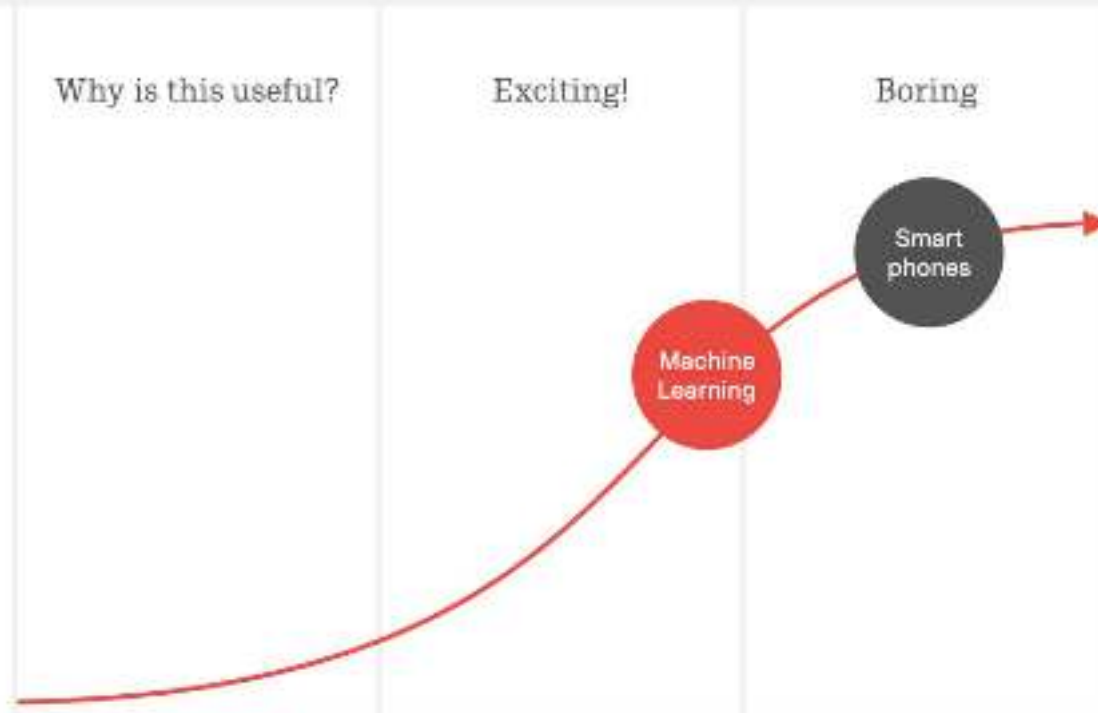 Why is this useful?
Exciting!
Boring
Smart
phones
Machine
Learning